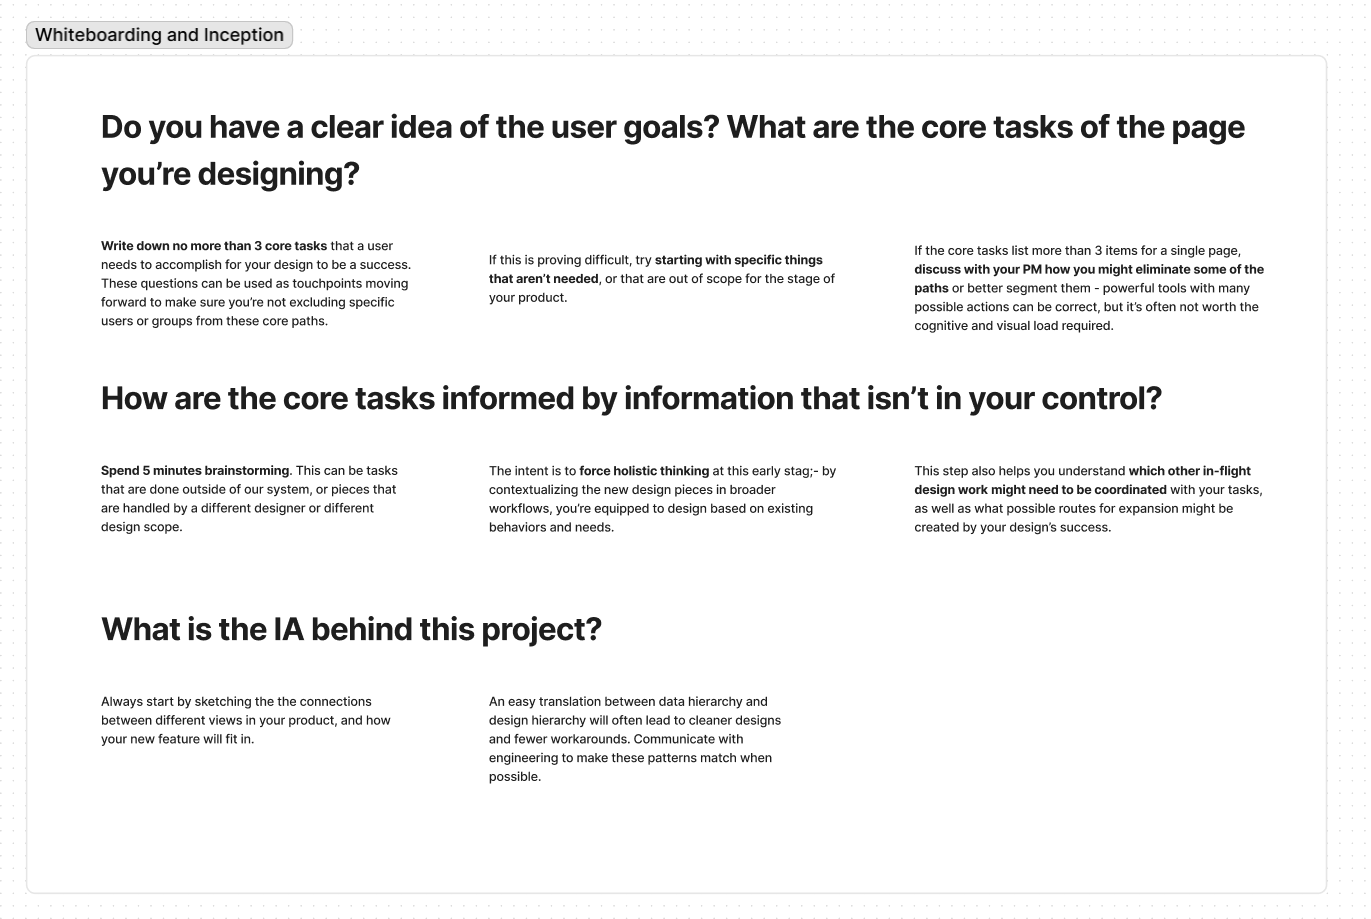 Whiteboarding and Inception
Do you have a clear idea of the user goals? What are the core tasks of the page
you’re designing?
Write down no more than 3 core tasks that a user
needs to accomplish for your design to be a success.
These questions can be used as touchpoints moving
forward to make sure you’re not excluding specific
users or groups from these core paths.
If this is proving difficult, try starting with specific things
that aren’t needed, or that are out of scope for the stage of
your product.
If the core tasks list more than 3 items for a single page,
discuss with your PM how you might eliminate some of the
paths or better segment them - powerful tools with many
possible actions can be correct, but it’s often not worth the
cognitive and visual load required.
How are the core tasks informed by information that isn’t in your control?
Spend 5 minutes brainstorming. This can be tasks
that are done outside of our system, or pieces that
are handled by a different designer or different
design scope.
The intent is to force holistic thinking at this early stag;- by
contextualizing the new design pieces in broader
workflows, you’re equipped to design based on existing
behaviors and needs.
This step also helps you understand which other in-flight
design work might need to be coordinated with your tasks,
as well as what possible routes for expansion might be
created by your design’s success.
What is the IA behind this project?
Always start by sketching the the connections
between different views in your product, and how
your new feature will fit in.
An easy translation between data hierarchy and
design hierarchy will often lead to cleaner designs
and fewer workarounds. Communicate with
engineering to make these patterns match when
possible.